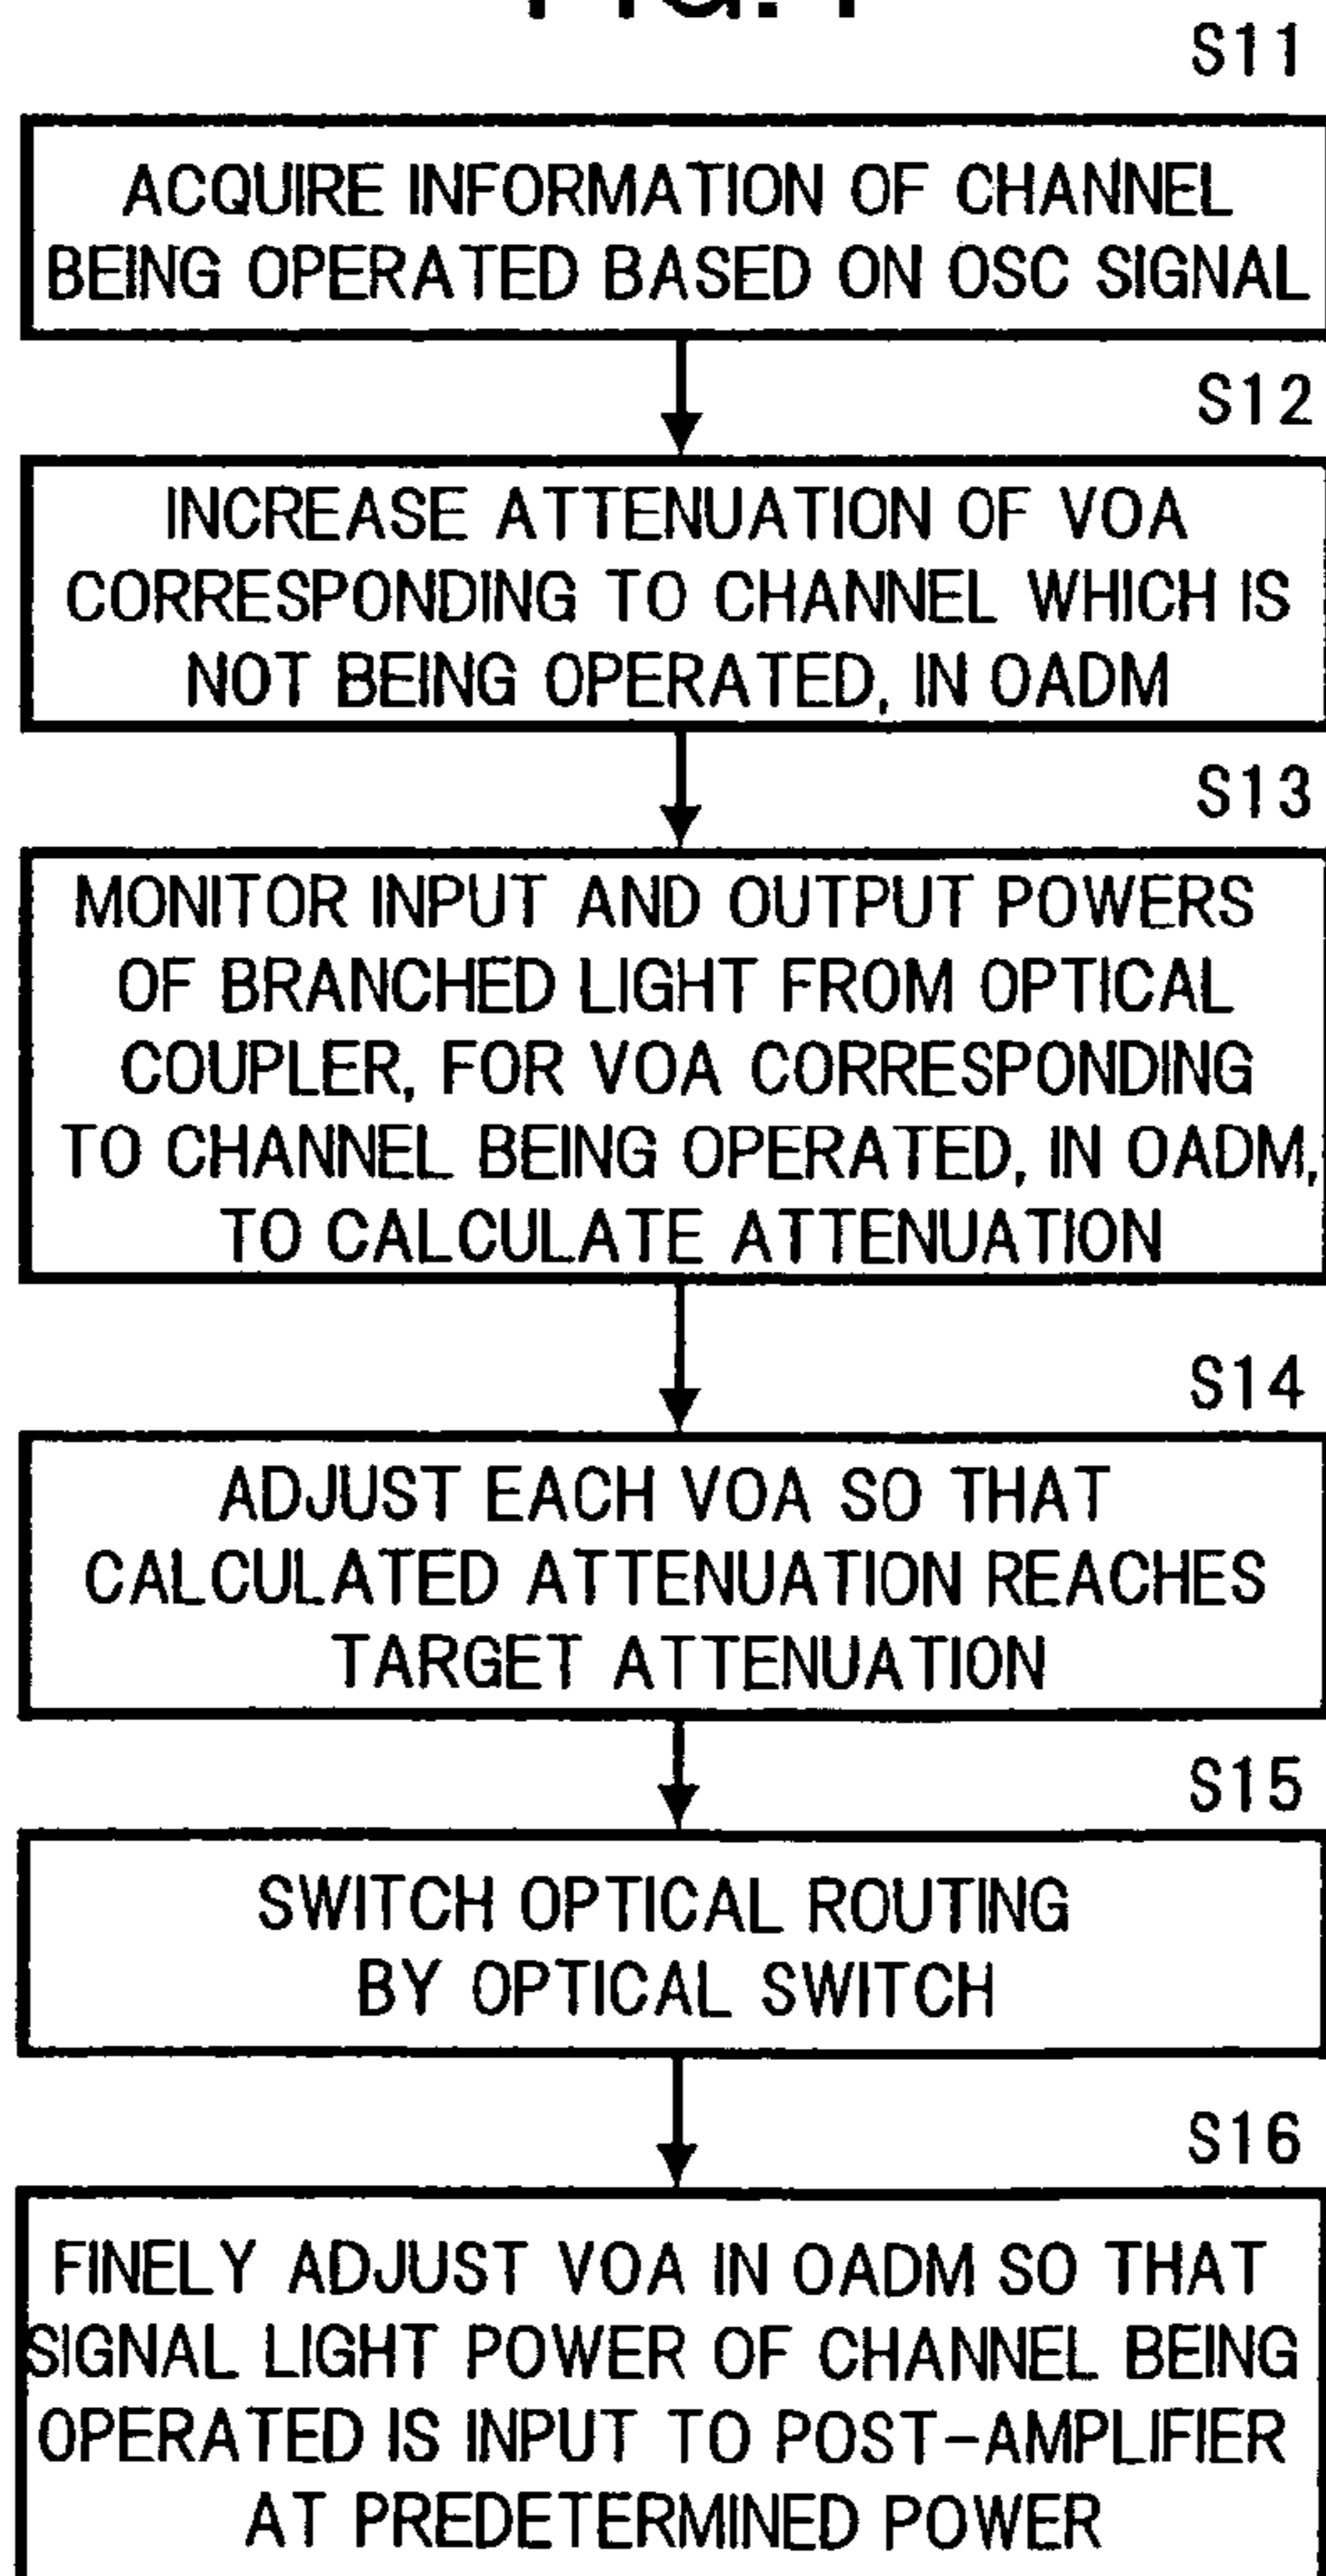 S11
ACQUIRE INFORMATION OF CHANNEL
BEING OPERATED BASED ON OSC SIGNAL
S12
INCREASE ATTENUATION OF VOA
CORRESPONDING TO CHANNEL WHICH IS
NOT BEING OPERATED, IN OADM
S13
MONITOR INPUT AND OUTPUT POWERS
OF BRANCHED LIGHT FROM OPTICAL
COUPLER, FOR VOA CORRESPONDING
TO CHANNEL BEING OPERATED, IN OADM,
TO CALCULATE ATTENUATION
S14
ADJUST EACH VOA SO THAT
CALCULATED ATTENUATION REACHES
TARGET ATTENUATION
S15
SWITCH OPTICAL ROUTING
BY OPTICAL SWITCH
S16
FINELY ADJUST VOA IN OADM SO THAT
SIGNAL LIGHT POWER OF CHANNEL BEING
OPERATED IS INPUT TO POST-AMPLIFIER
AT PREDETERMINED POWER